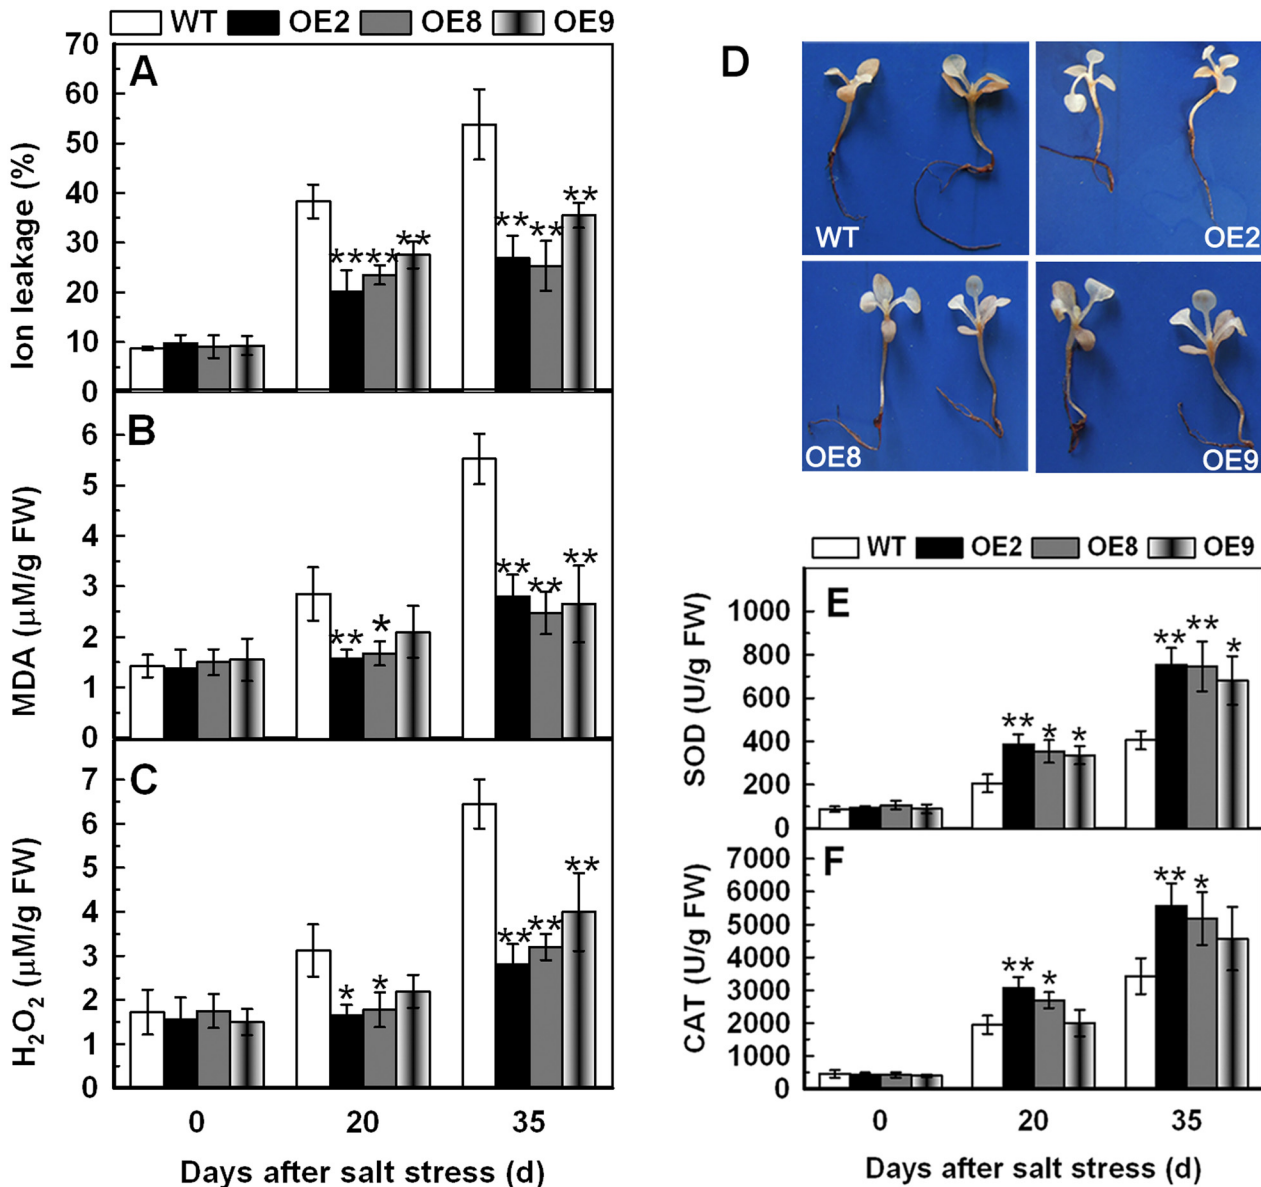 WT OE2 OE8 OE9
A
Ion leakage (%)
70
60
50
40
30
20
10
0
** ** **
** ** **
B
MDA (μM/g FW)
6
5
4
3
2
1
0
** *
** ** **
C
H₂O₂ (μM/g FW)
7
6
5
4
3
2
1
0
* *
** ** **
0 20 35
Days after salt stress (d)
D
WT
OE2
OE8
OE9
WT OE2 OE8 OE9
E
SOD (U/g FW)
1000
800
600
400
200
0
** * *
** ** *
F
CAT (U/g FW)
7000
6000
5000
4000
3000
2000
1000
0
** *
** *
0 20 35
Days after salt stress (d)